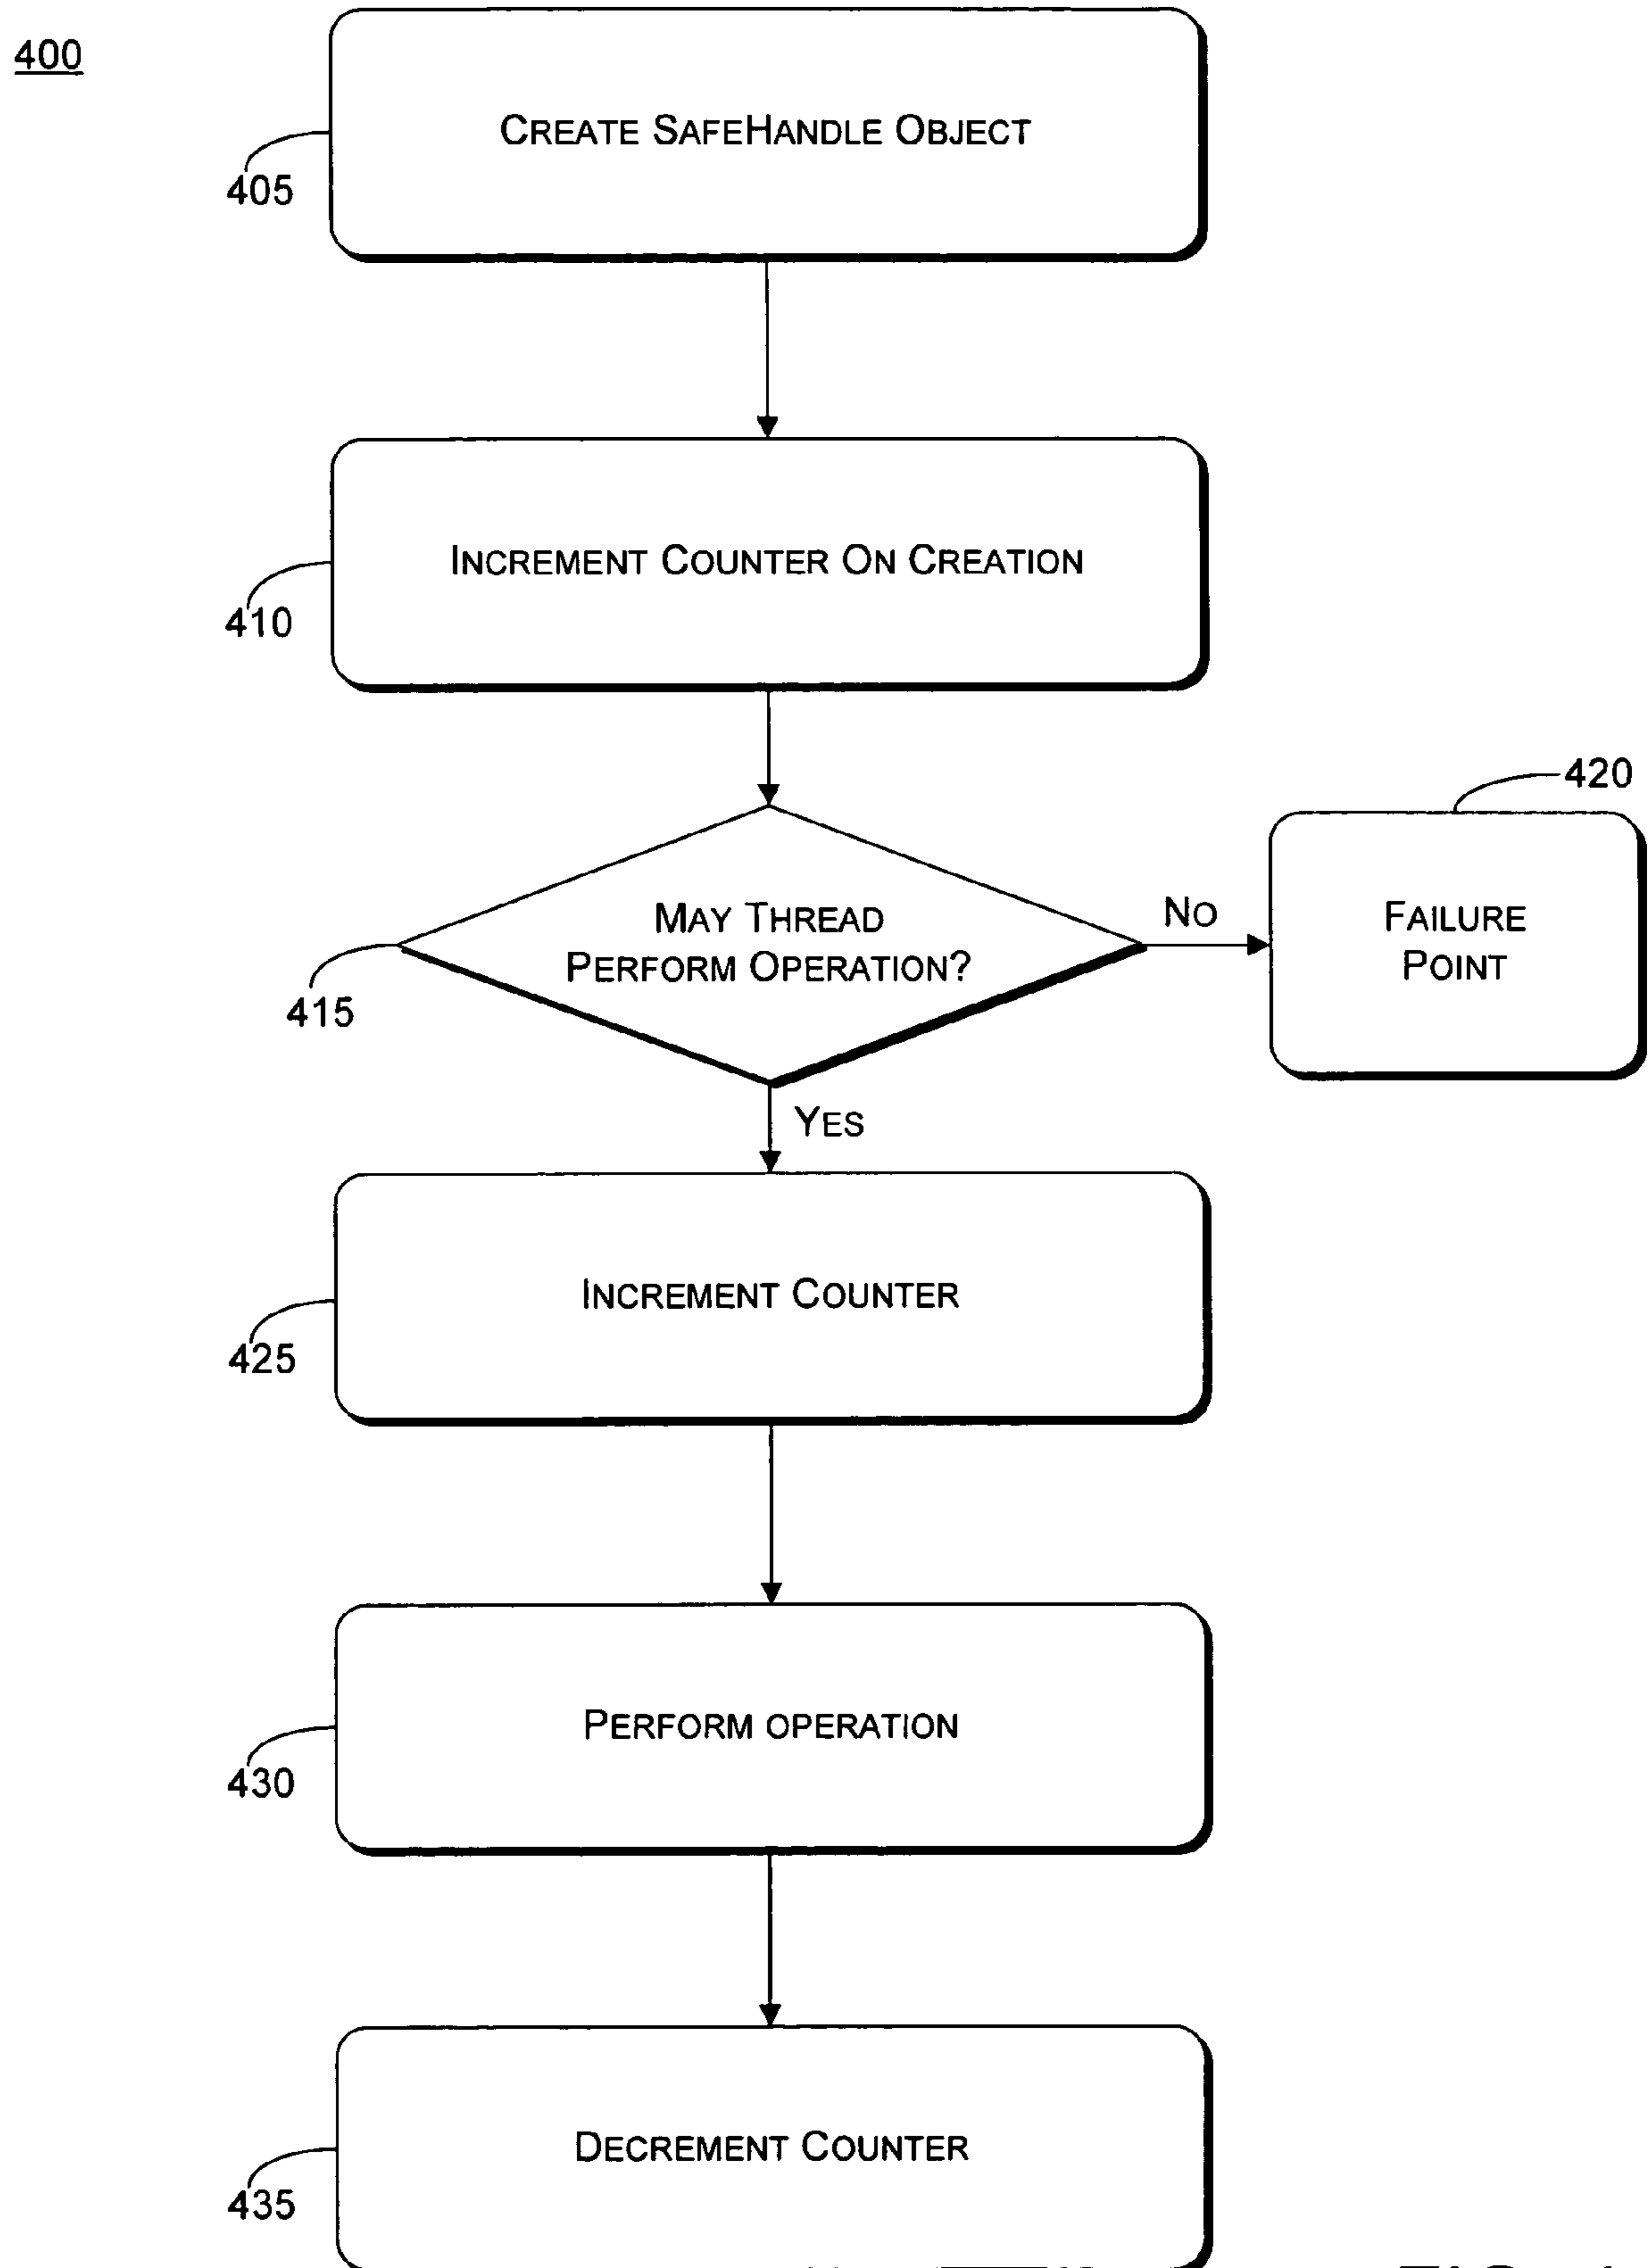 400
CREATE SAFEHANDLE OBJECT
405
INCREMENT COUNTER ON CREATION
410
420
MAY THREAD
PERFORM OPERATION?
NO
FAILURE
POINT
415
YES
INCREMENT COUNTER
425
PERFORM OPERATION
430
DECREMENT COUNTER
435